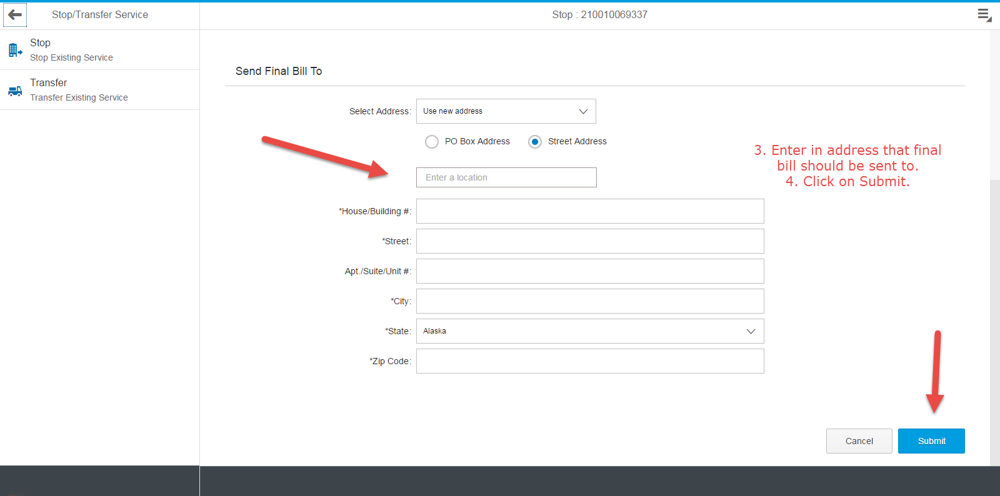 Stop/Transfer Service
Stop : 210010069337
Stop
Stop Existing Service
Transfer
Transfer Existing Service
Send Final Bill To
Select Address:
Use new address
PO Box Address
Street Address
Enter a location
3. Enter in address that final
bill should be sent to.
4. Click on Submit.
*House/Building #:
*Street:
Apt./Suite/Unit #:
*City:
*State:
Alaska
*Zip Code:
Cancel
Submit